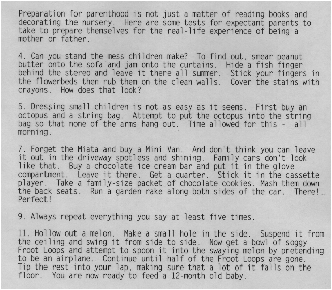 Preparation for parenthood is not just a matter of reading books and
decorating the nursery. Here are some tests for expectant parents to
take to prepare themselves for the real-life experience of being a
mother or father.
4. Can you stand the mess children make? To find out, smear peanut
butter onto the sofa and jam onto the curtains. Hide a fish finger
behind the stereo and leave it there all summer. Stick your fingers in
the flowerbeds then rub them on the clean walls. Cover the stains with
crayons. How does that look?
5. Dressing small children is not as easy as it seems. First buy an
octopus and a string bag. Attempt to put the octopus into the string
bag so that none of the arms hang out. Time allowed for this - all
morning.
7. Forget the Miata and buy a Mini Van. And don't think you can leave
it out in the driveway spotless and shining. Family cars don't look
like that. Buy a chocolate ice cream bar and put it in the glove
compartment. Leave it there. Get a quarter. Stick it in the cassette
player. Take a family-size packet of chocolate cookies. Mash them down
the back seats. Run a garden rake along both sides of the car. There!
Perfect!
9. Always repeat everything you say at least five times.
11. Hollow out a melon. Make a small hole in the side. Suspend it from
the ceiling and swing it from side to side. Now get a bowl of soggy
Froot Loops and attempt to spoon it into the swaying melon by pretending
to be an airplane. Continue until half of the Froot Loops are gone.
Tip the rest into your lap, making sure that a lot of it falls on the
floor. You are now ready to feed a 12-month old baby.